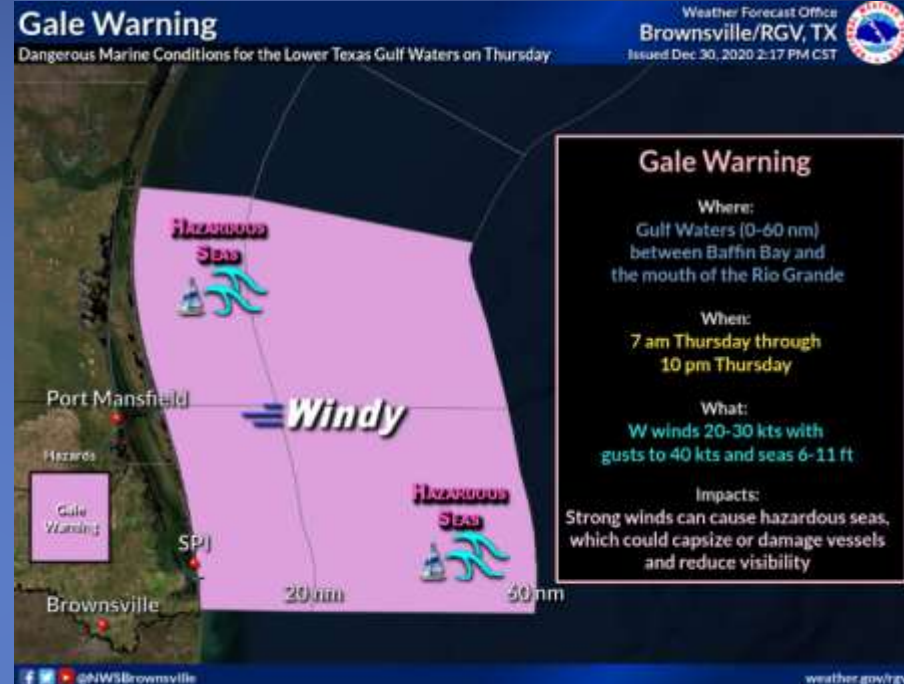 Gale Warning
Dangerous Marine Conditions for the Lower Texas Gulf Waters on Thursday
Weather Forecast Office
Brownsville/RGV, TX
Issued Dec 30, 2020 2:17 PM CST
Hazardous
Seas
Windy
Port Mansfield
Hazards
Gale
Warning
SPI
Brownsville
Hazardous
Seas
20 nm
60 nm
Gale Warning
Where:
Gulf Waters (0-60 nm)
between Baffin Bay and
the mouth of the Rio Grande
When:
7 am Thursday through
10 pm Thursday
What:
W winds 20-30 kts with
gusts to 40 kts and seas 6-11 ft
Impacts:
Strong winds can cause hazardous seas,
which could capsize or damage vessels
and reduce visibility
@NWSBrownsville
weather.gov/rgv